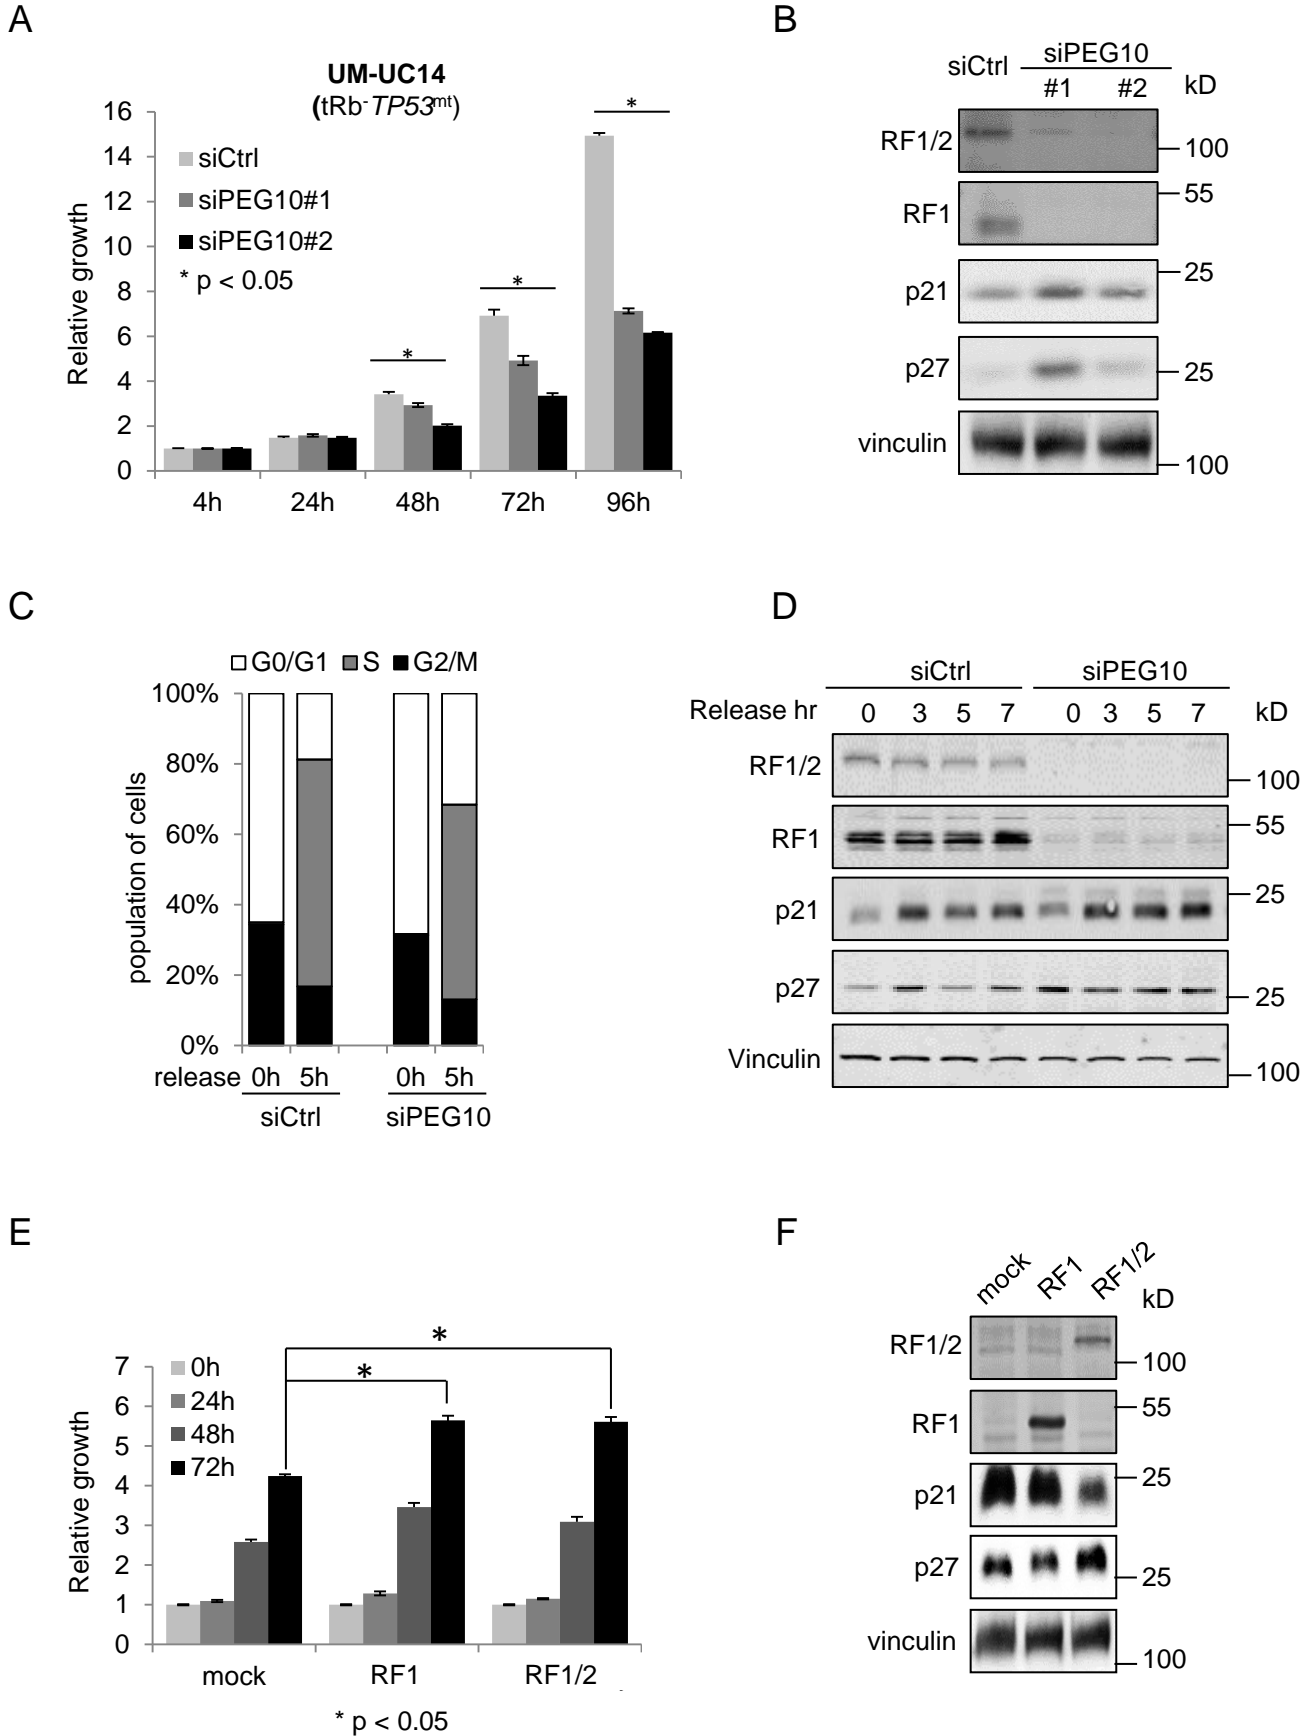 A
UM-UC14
(tRb- TP53mt)
16
14
12
10
8
6
4
2
0
Relative growth
siCtrl
siPEG10#1
siPEG10#2
* p < 0.05
*
*
*
4h 24h 48h 72h 96h
B
siCtrl siPEG10
#1 #2 kD
RF1/2 100
RF1 55
p21 25
p27 25
vinculin 100
C
G0/G1 S G2/M
100%
80%
60%
40%
20%
0%
population of cells
release 0h 5h 0h 5h
siCtrl siPEG10
D
siCtrl siPEG10
Release hr 0 3 5 7 0 3 5 7 kD
RF1/2 100
RF1 55
p21 25
p27 25
Vinculin 100
E
7
6
5
4
3
2
1
0
Relative growth
0h
24h
48h
72h
*
*
mock RF1 RF1/2
* p < 0.05
F
mock RF1 RF1/2 kD
RF1/2 100
RF1 55
p21 25
p27 25
vinculin 100